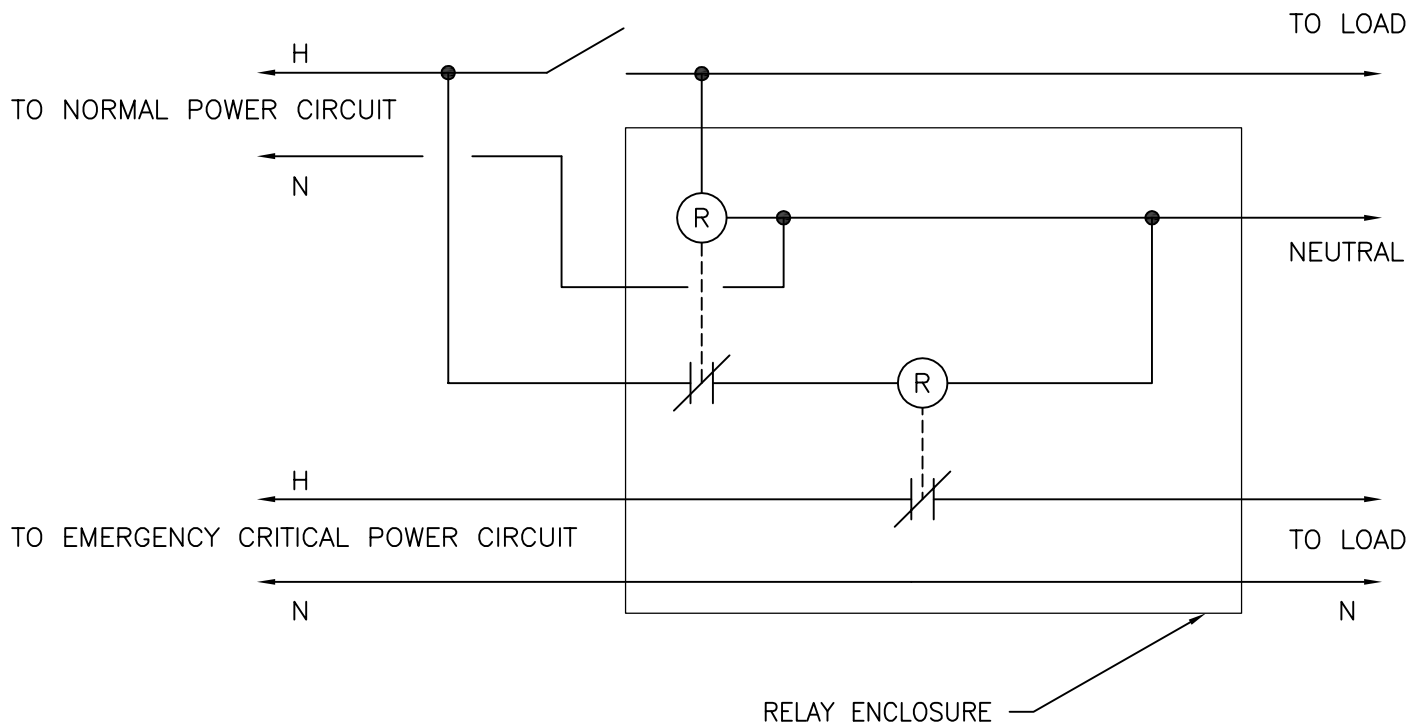 TO LOAD
H
TO NORMAL POWER CIRCUIT
N
R
NEUTRAL
R
H
TO EMERGENCY CRITICAL POWER CIRCUIT
TO LOAD
N
N
RELAY ENCLOSURE